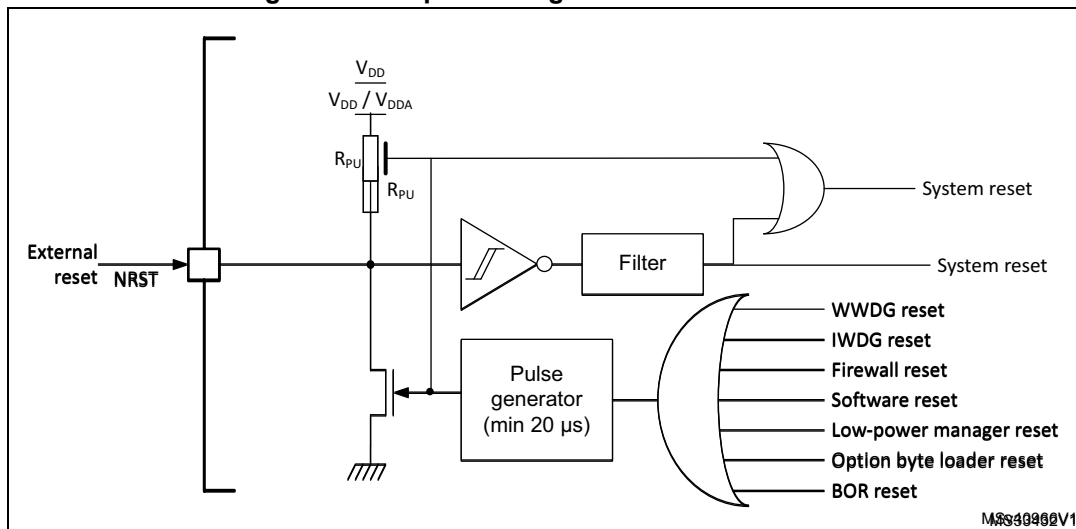 V_DD
V_DD / V_DDA
R_PU
R_PU
System reset
External
reset
NRST
Filter
System reset
WWDG reset
IWDG reset
Firewall reset
Pulse
generator
(min 20 µs)
Software reset
Low-power manager reset
Option byte loader reset
BOR reset